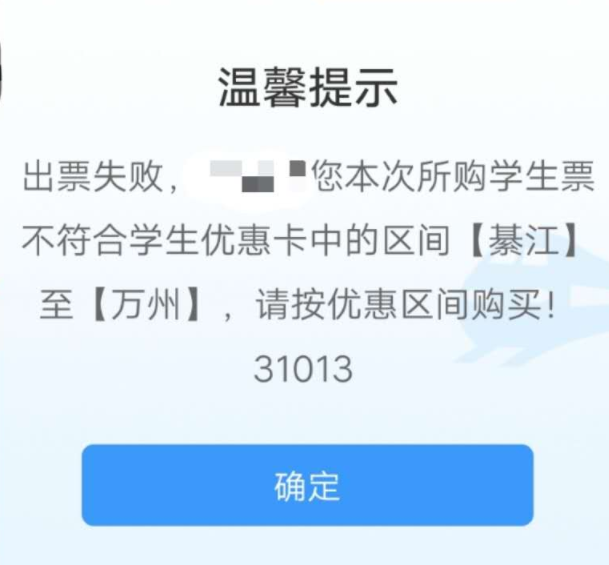 温馨提示
出票失败，您本次所购学生票
不符合学生优惠卡中的区间【綦江】
至【万州】，请按优惠区间购买！
31013
确定